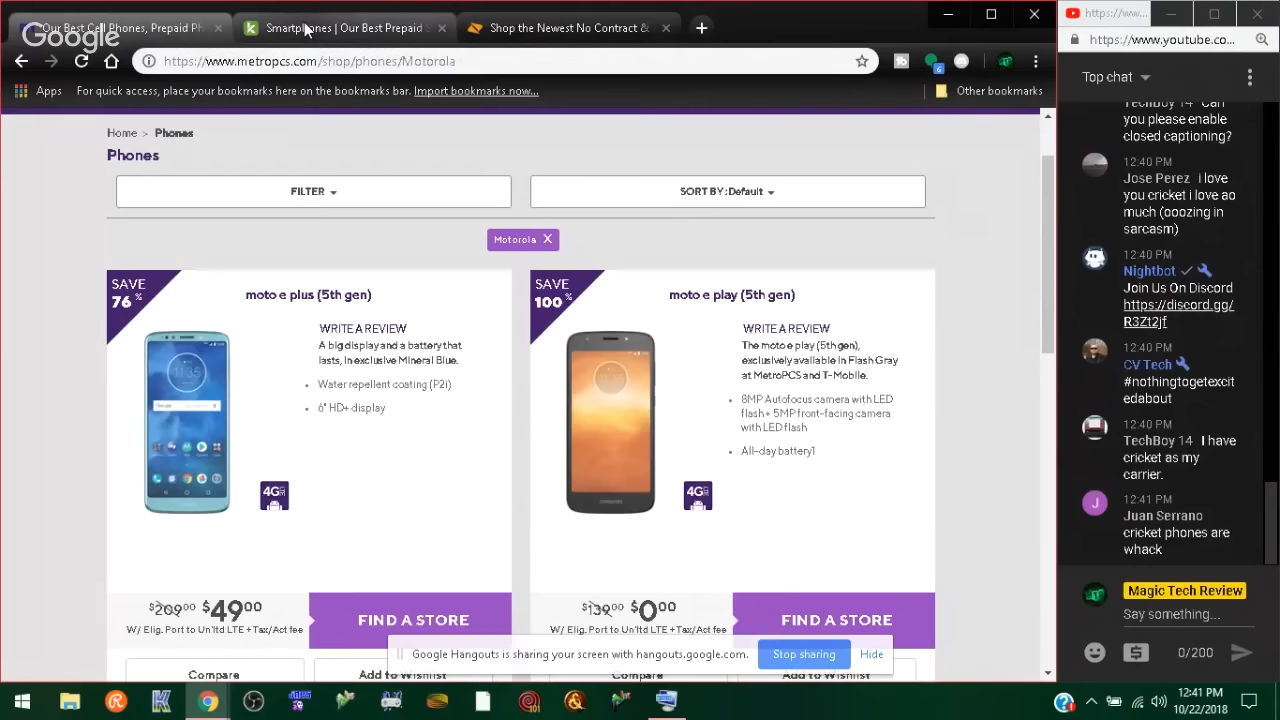 Our Best Cell Phones, Prepaid Ph
Smartphones | Our Best Prepaid
Shop the Newest No Contract &
Google
https://www.metropcs.com/shop/phones/Motorola
6
Apps
For quick access, place your bookmarks here on the bookmarks bar. Import bookmarks now...
Other bookmarks
Home > Phones
Phones
FILTER
SORT BY: Default
Motorola X
SAVE
76 %
moto e plus (5th gen)
WRITE A REVIEW
A big display and a battery that
lasts, in exclusive Mineral Blue.
• Water repellent coating (P2i)
• 6" HD+ display
11:35
4G LTE
$209.00 $49.00
W/ Elig. Port to Un'ltd LTE +Tax/Act fee
FIND A STORE
Compare
Add to Wishlist
SAVE
100 %
moto e play (5th gen)
WRITE A REVIEW
The moto e play (5th gen),
exclusively available in Flash Gray
at MetroPCS and T-Mobile.
• 8MP Autofocus camera with LED
flash + 5MP front-facing camera
with LED flash
• All-day battery1
4G LTE
$139.00 $0.00
W/ Elig. Port to Un'ltd LTE +Tax/Act fee
FIND A STORE
Compare
Add to Wishlist
Google Hangouts is sharing your screen with hangouts.google.com.
Stop sharing
Hide
https://www...
https://www.youtube.co...
Top chat
TechBoy 14 Can
you please enable
closed captioning?
12:40 PM
Jose Perez i love
you cricket i love ao
much (ooozing in
sarcasm)
12:40 PM
Nightbot
Join Us On Discord
https://discord.gg/
R3Zt2jf
12:40 PM
CV Tech
#nothingtogetexcit
edabout
12:40 PM
TechBoy 14 I have
cricket as my
carrier.
J
12:41 PM
Juan Serrano
cricket phones are
whack
Magic Tech Review
Say something...
0/200
12:41 PM
10/22/2018